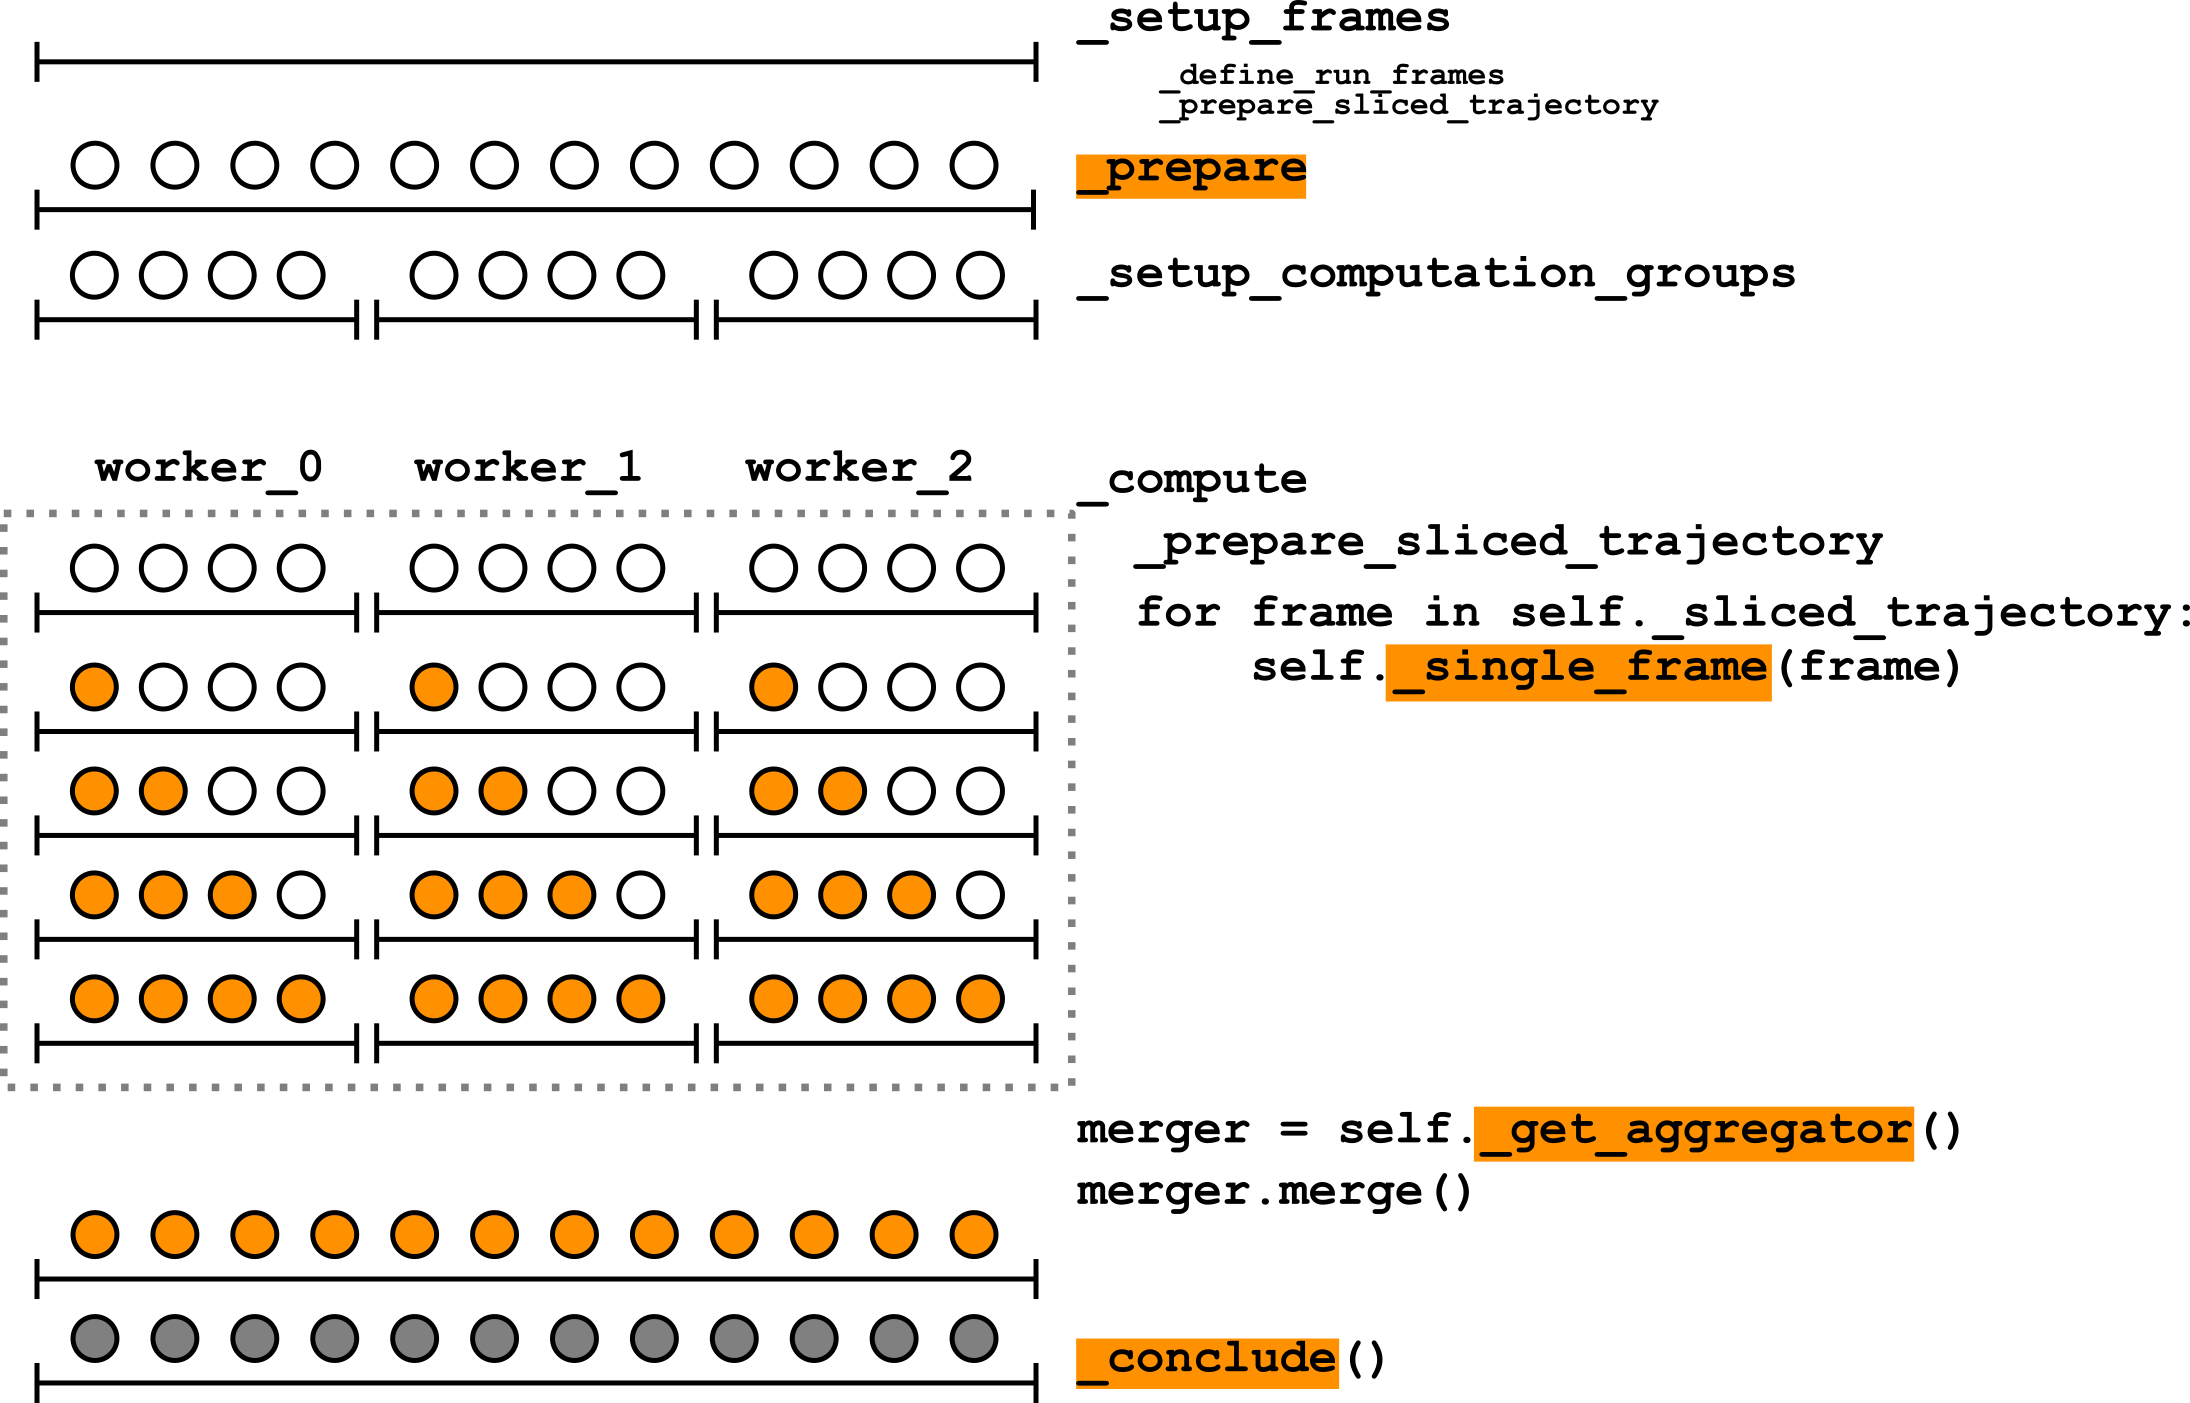 _setup_frames
_define_run_frames
_prepare_sliced_trajectory
_prepare
_setup_computation_groups
worker_0 worker_1 worker_2
_compute
_prepare_sliced_trajectory
for frame in self._sliced_trajectory:
self._single_frame(frame)
merger = self._get_aggregator()
merger.merge()
_conclude()